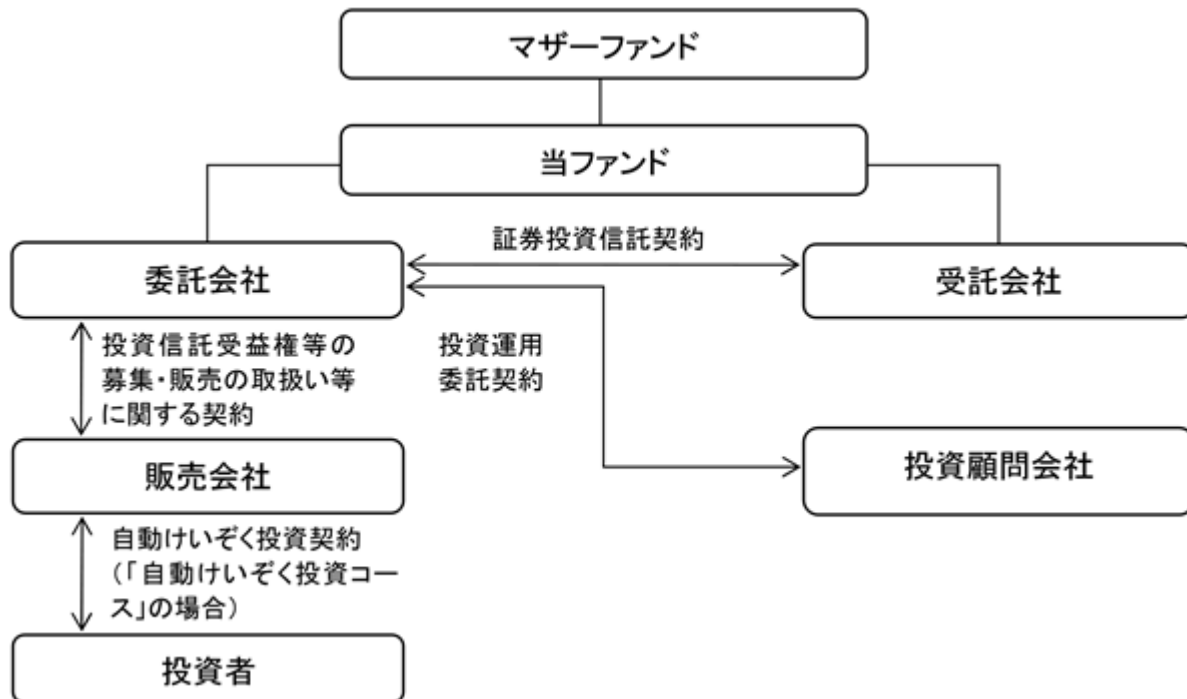 マザーファンド
当ファンド
証券投資信託契約
委託会社
受託会社
投資信託受益権等の
募集・販売の取扱い等
に関する契約
投資運用
委託契約
販売会社
投資顧問会社
自動けいぞく投資契約
(「自動けいぞく投資コー
ス」の場合)
投資者